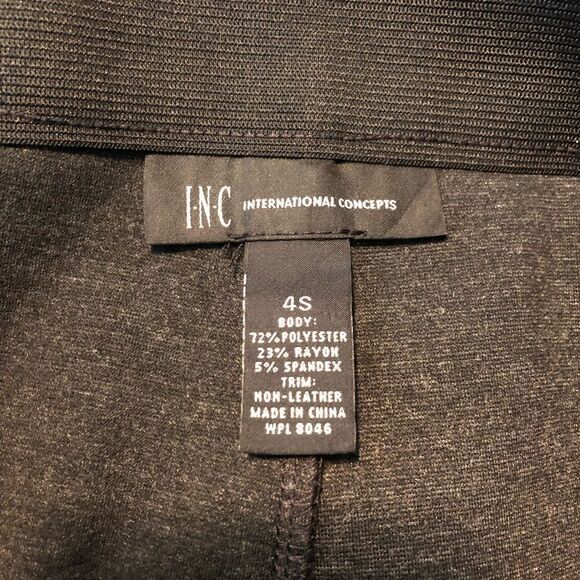 I·N·C INTERNATIONAL CONCEPTS
4S
BODY:
72% POLYESTER
23% RAYON
5% SPANDEX
TRIM:
NON-LEATHER
MADE IN CHINA
WPL 8046